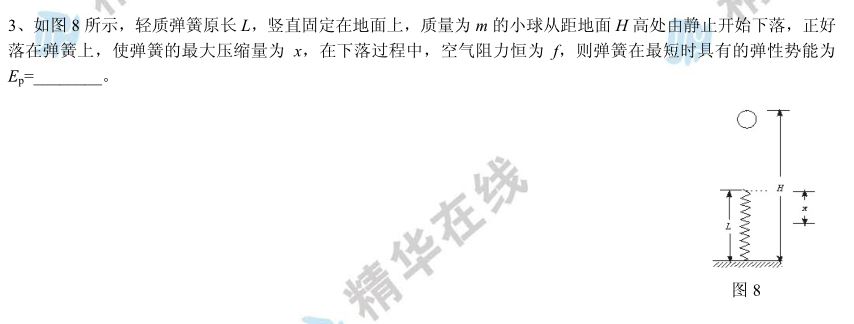 3、如图 8 所示，轻质弹簧原长 L，竖直固定在地面上，质量为 m 的小球从距地面 H 高处由静止开始下落，正好
落在弹簧上，使弹簧的最大压缩量为 x，在下落过程中，空气阻力恒为 f，则弹簧在最短时具有的弹性势能为
Ep=________。
H
x
L
精华在线
图 8